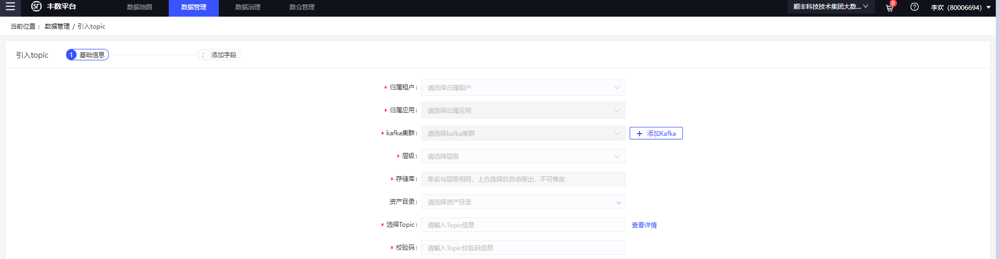 丰数平台 数据地图 数据管理 数据治理 数仓管理 顺丰科技技术集团大数... 0 李欢（80006694）
当前位置： 数据管理 / 引入topic
引入topic 1 基础信息 2 添加字段
* 归属租户： 请选择归属租户
* 归属应用： 请选择归属应用
* kafka集群： 请选择kafka集群 + 添加Kafka
* 层级： 请选择层级
* 存储库： 库名与层级相同，上方选择后自动带出，不可修改
资产目录： 请选择资产目录
* 选择Topic： 请输入Topic信息 查看详情
* 校验码： 请输入Topic校验码信息